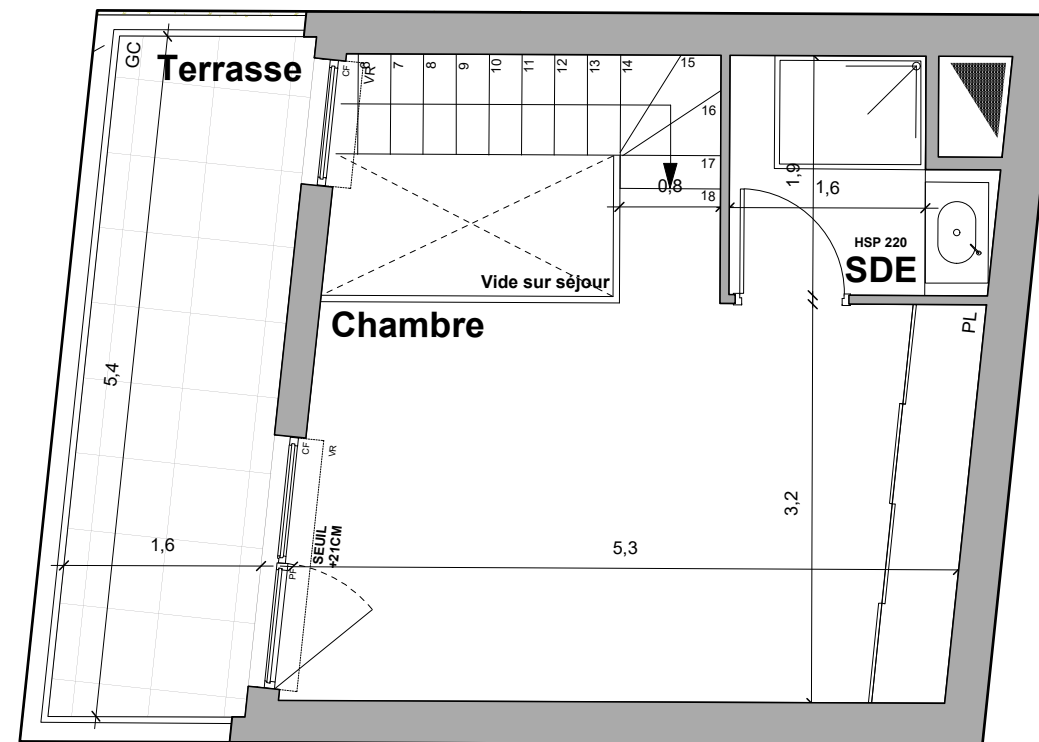 GC
Terrasse
CF
VR
6
7
8
9
10
11
12
13
14
15
16
17
18
0,8
1,9
1,6
HSP 220
SDE
Vide sur séjour
Chambre
PL
5,4
CF
VR
3,2
SEUIL
+21CM
1,6
5,3
PF